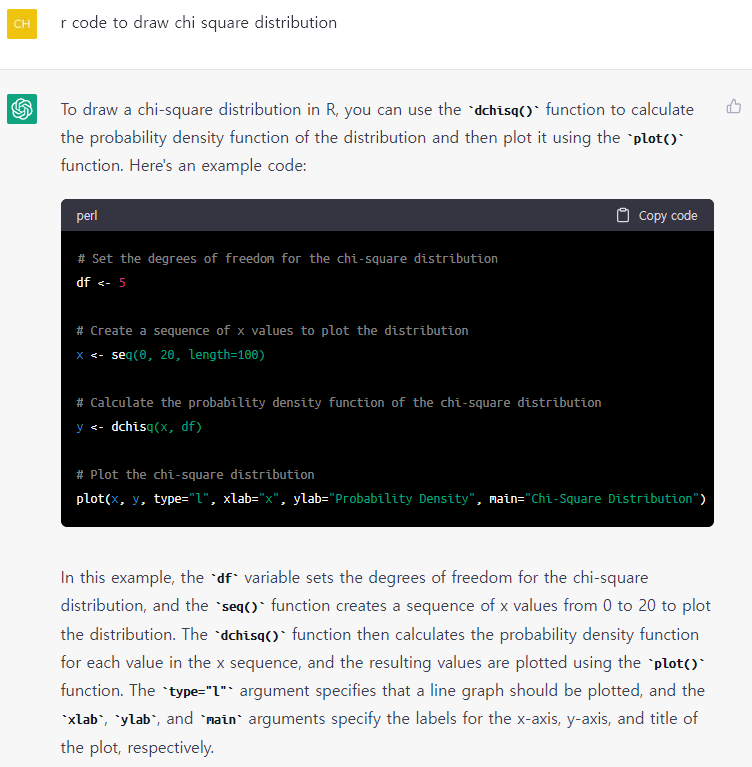 CH
r code to draw chi square distribution
To draw a chi-square distribution in R, you can use the `dchisq()` function to calculate
the probability density function of the distribution and then plot it using the `plot()`
function. Here's an example code:
perl
Copy code
# Set the degrees of freedom for the chi-square distribution
df <- 5
# Create a sequence of x values to plot the distribution
x <- seq(0, 20, length=100)
# Calculate the probability density function of the chi-square distribution
y <- dchisq(x, df)
# Plot the chi-square distribution
plot(x, y, type="l", xlab="x", ylab="Probability Density", main="Chi-Square Distribution")
In this example, the `df` variable sets the degrees of freedom for the chi-square
distribution, and the `seq()` function creates a sequence of x values from 0 to 20 to plot
the distribution. The `dchisq()` function then calculates the probability density function
for each value in the x sequence, and the resulting values are plotted using the `plot()`
function. The `type="l"` argument specifies that a line graph should be plotted, and the
`xlab`, `ylab`, and `main` arguments specify the labels for the x-axis, y-axis, and title of
the plot, respectively.